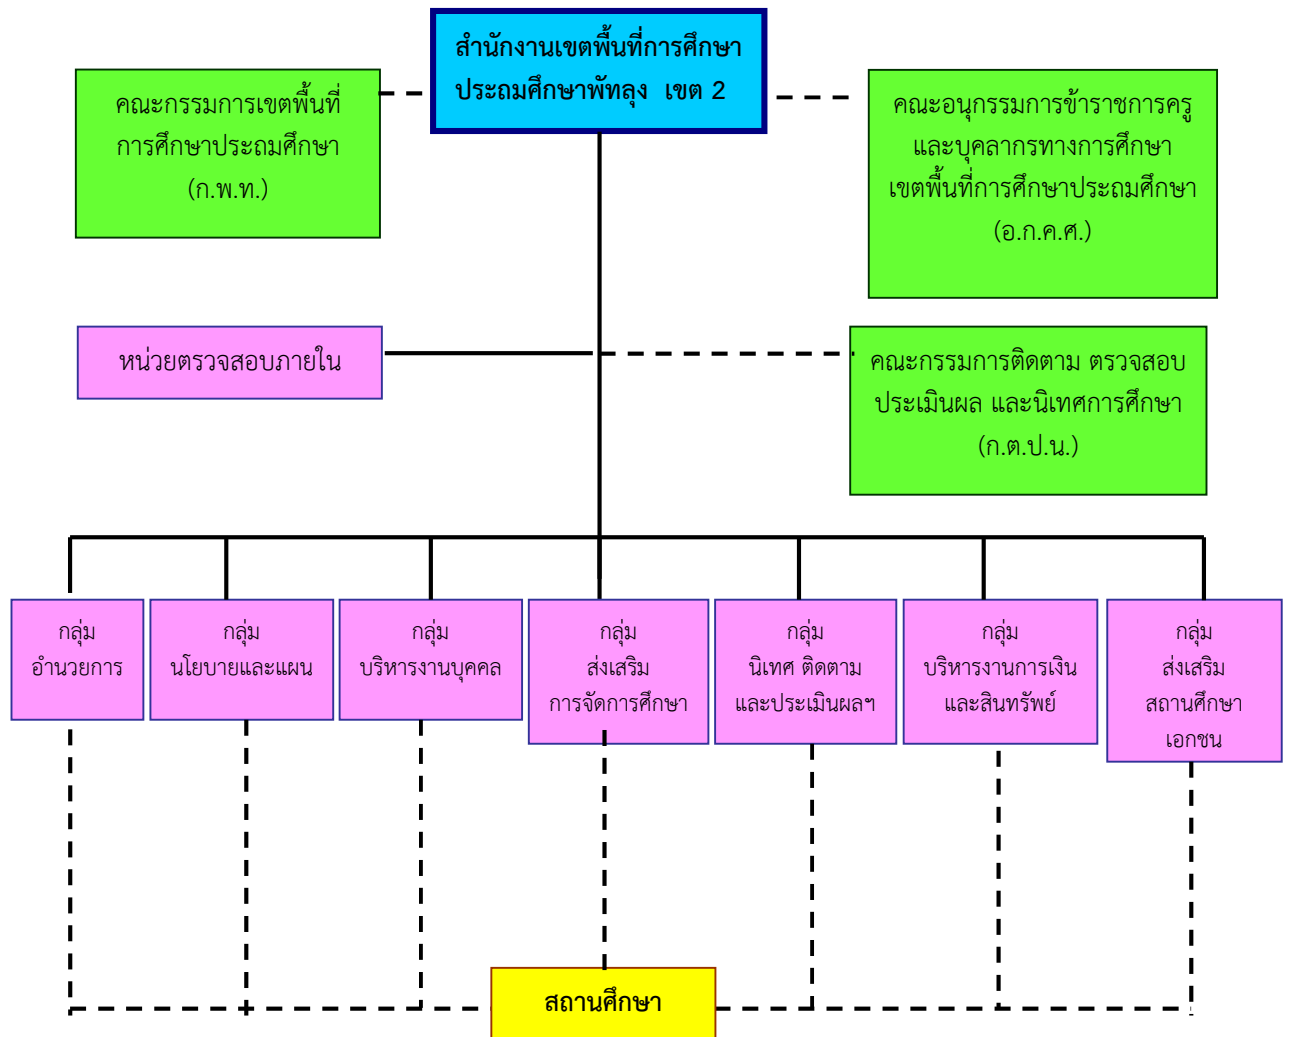 สำนักงานเขตพื้นที่การศึกษา
ประถมศึกษาพัทลุง เขต 2
คณะกรรมการเขตพื้นที่
การศึกษาประถมศึกษา
(ก.พ.ท.)
คณะอนุกรรมการข้าราชการครู
และบุคลากรทางการศึกษา
เขตพื้นที่การศึกษาประถมศึกษา
(อ.ก.ค.ศ.)
หน่วยตรวจสอบภายใน
คณะกรรมการติดตาม ตรวจสอบ
ประเมินผล และนิเทศการศึกษา
(ก.ต.ป.น.)
กลุ่ม
อำนวยการ
กลุ่ม
นโยบายและแผน
กลุ่ม
บริหารงานบุคคล
กลุ่ม
ส่งเสริม
การจัดการศึกษา
กลุ่ม
นิเทศ ติดตาม
และประเมินผลฯ
กลุ่ม
บริหารงานการเงิน
และสินทรัพย์
กลุ่ม
ส่งเสริม
สถานศึกษา
เอกชน
สถานศึกษา